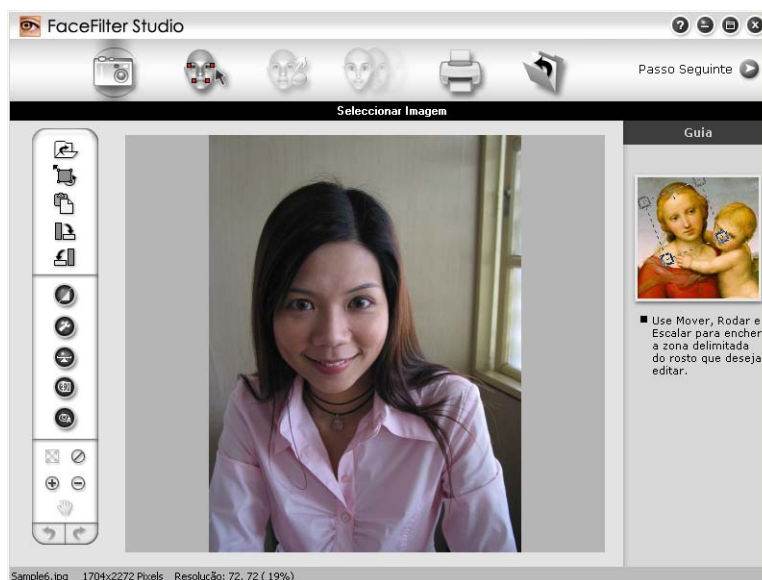 FaceFilter Studio
Passo Seguinte
Seleccionar Imagem
Guia
Use Mover, Rodar e
Escalar para encher
a zona delimitada
do rosto que deseja
editar.
Sample6.jpg 1704x2272 Pixels Resolução: 72, 72 ( 19%)